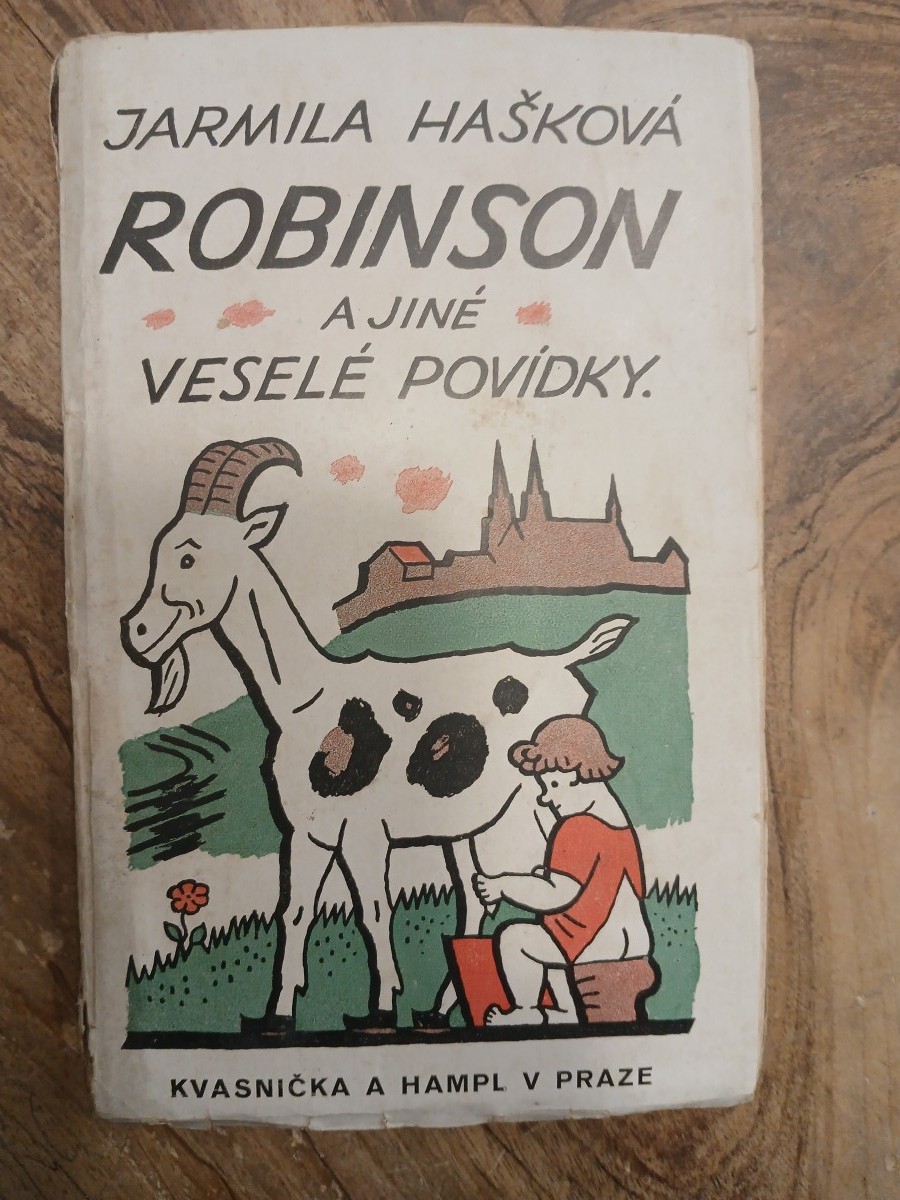 JARMILA HAŠKOVÁ
ROBINSON
A JINÉ
VESELÉ POVÍDKY.
KVASNIČKA A HAMPL V PRAZE